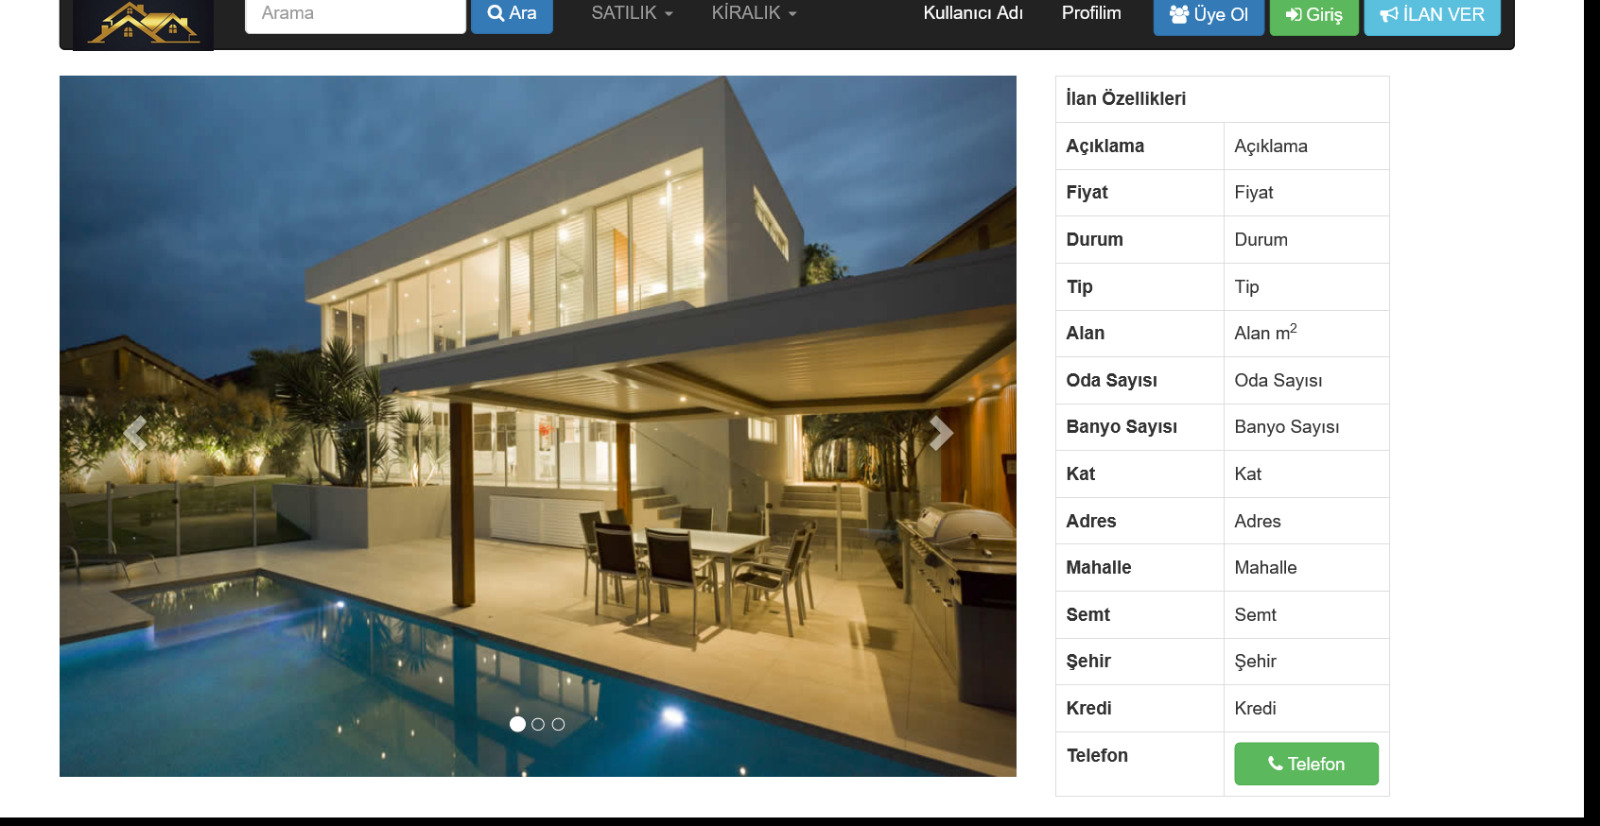 Arama
Ara
SATILIK
KİRALIK
Kullanıcı Adı
Profilim
Üye Ol
Giriş
İLAN VER
İlan Özellikleri
Açıklama Açıklama
Fiyat Fiyat
Durum Durum
Tip Tip
Alan Alan m²
Oda Sayısı Oda Sayısı
Banyo Sayısı Banyo Sayısı
Kat Kat
Adres Adres
Mahalle Mahalle
Semt Semt
Şehir Şehir
Kredi Kredi
Telefon Telefon